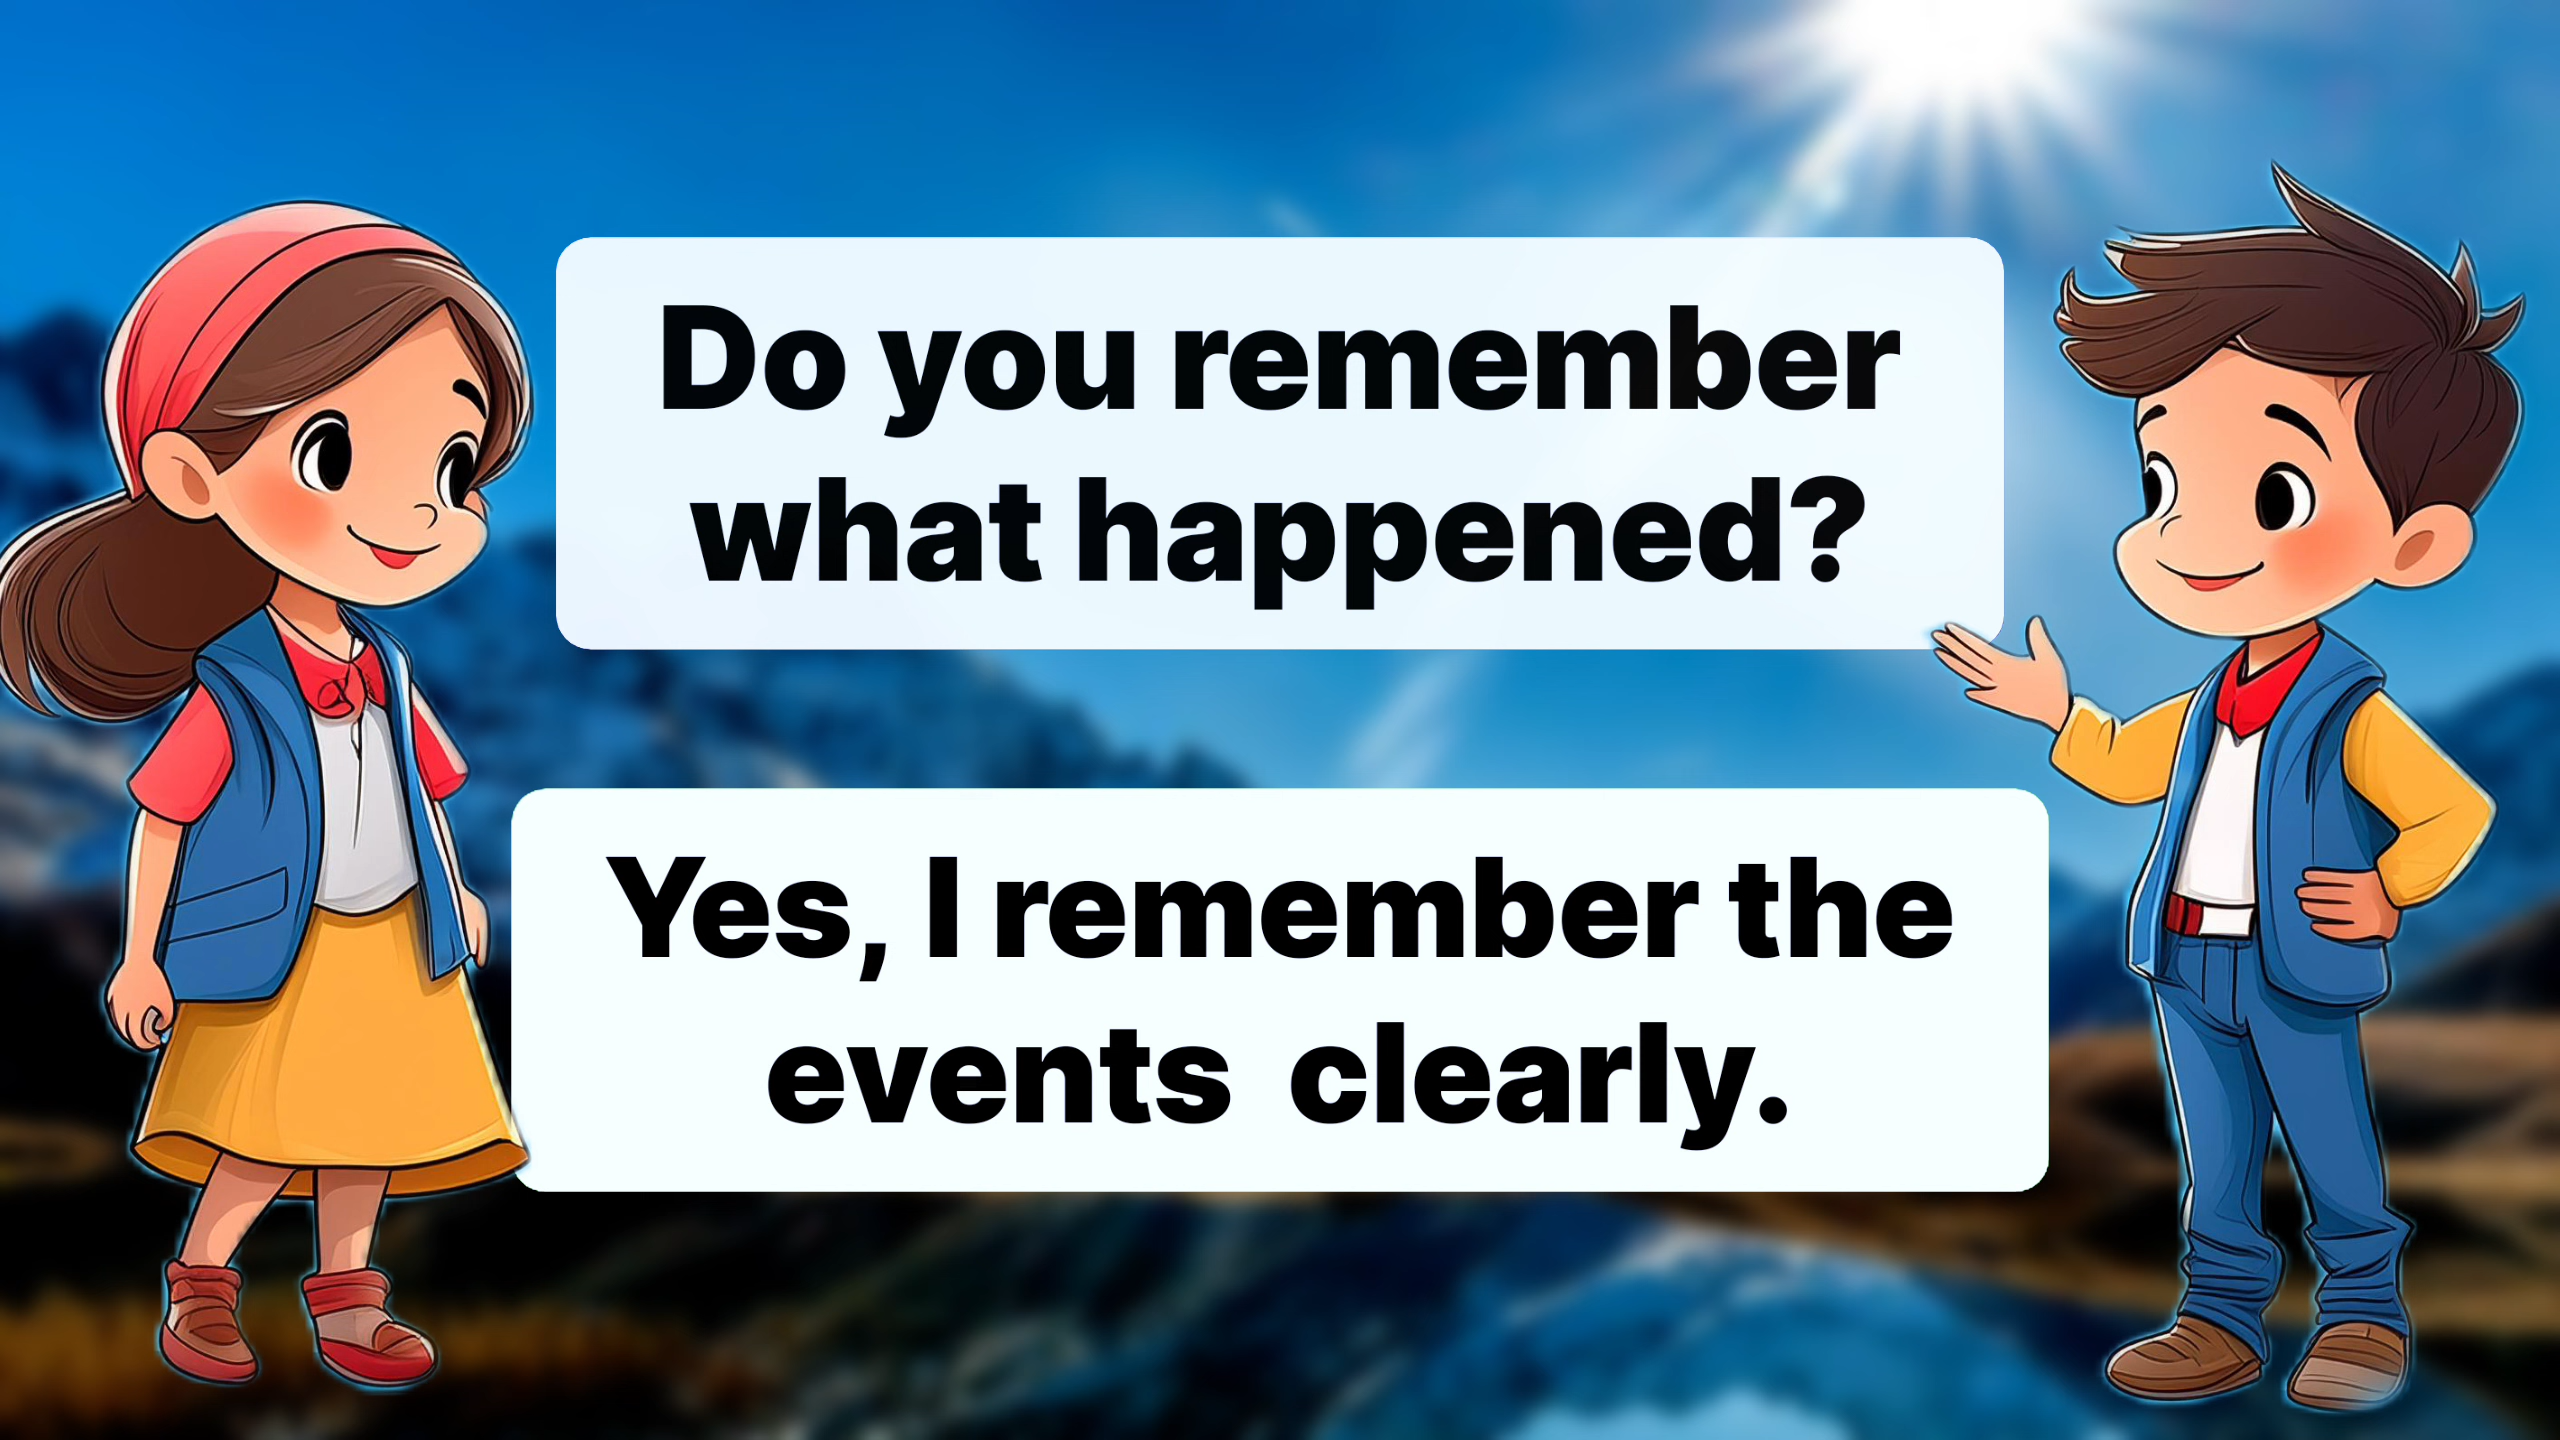 Do you remember
what happened?
Yes, I remember the
events clearly.